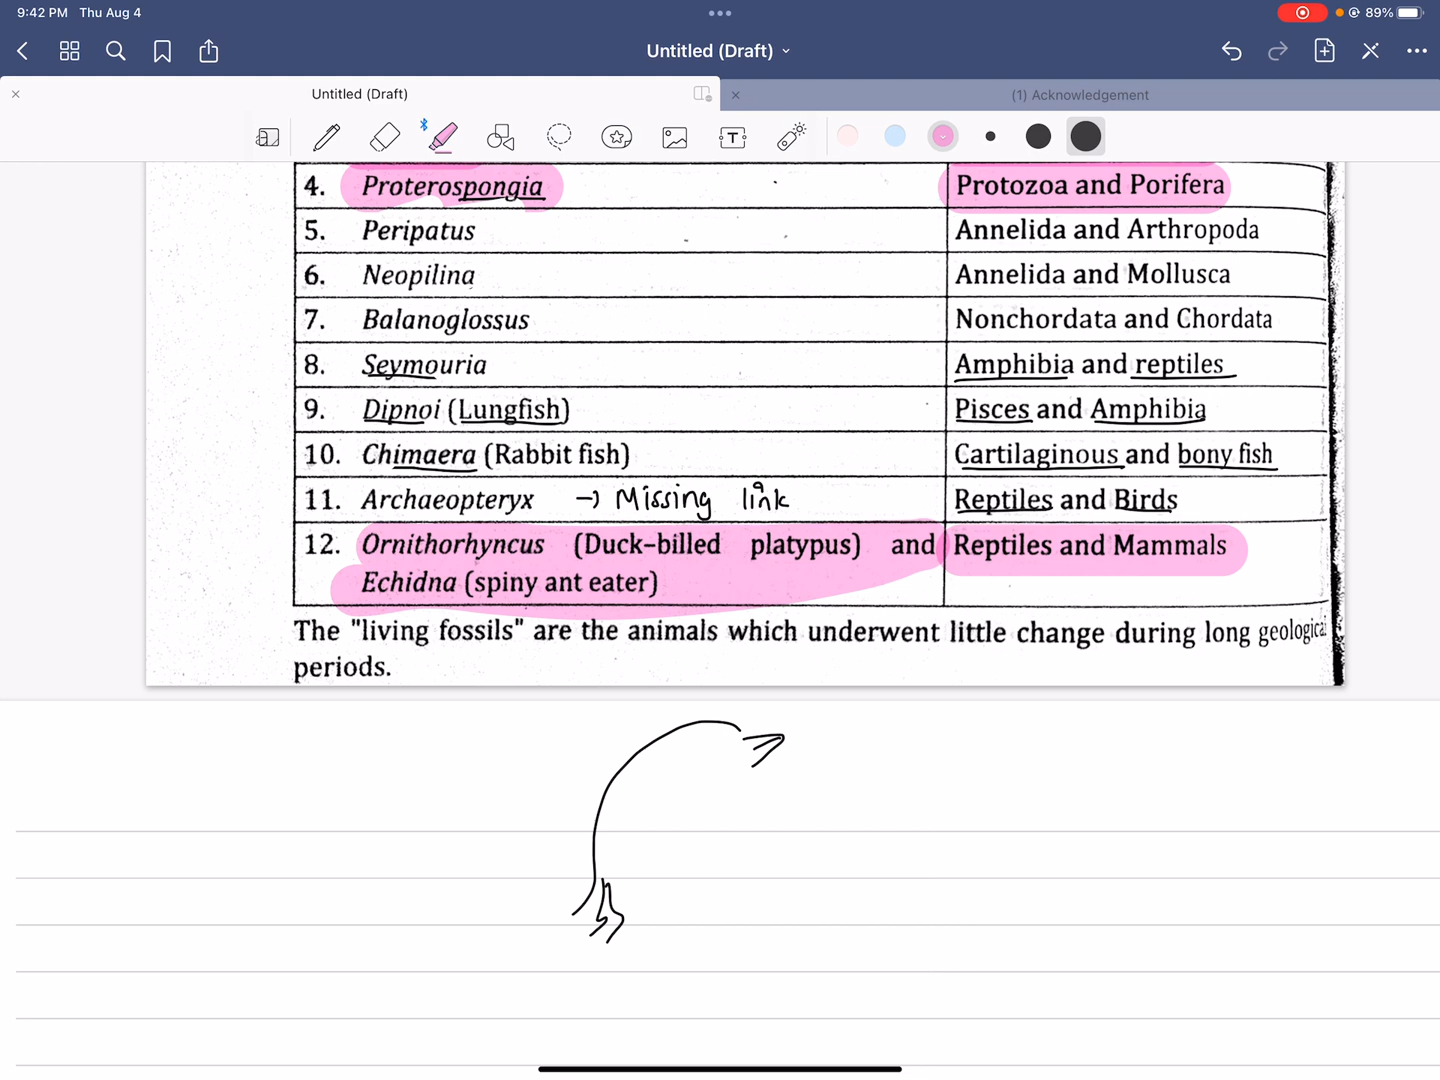 9:42 PM Thu Aug 4
89%
Untitled (Draft)
Untitled (Draft)
(1) Acknowledgement
T
4. Proterospongia Protozoa and Porifera
5. Peripatus Annelida and Arthropoda
6. Neopilina Annelida and Mollusca
7. Balanoglossus Nonchordata and Chordata
8. Seymouria Amphibia and reptiles
9. Dipnoi (Lungfish) Pisces and Amphibia
10. Chimaera (Rabbit fish) Cartilaginous and bony fish
11. Archaeopteryx → Missing link Reptiles and Birds
12. Ornithorhyncus (Duck-billed platypus) and Reptiles and Mammals
Echidna (spiny ant eater)
The "living fossils" are the animals which underwent little change during long geological
periods.